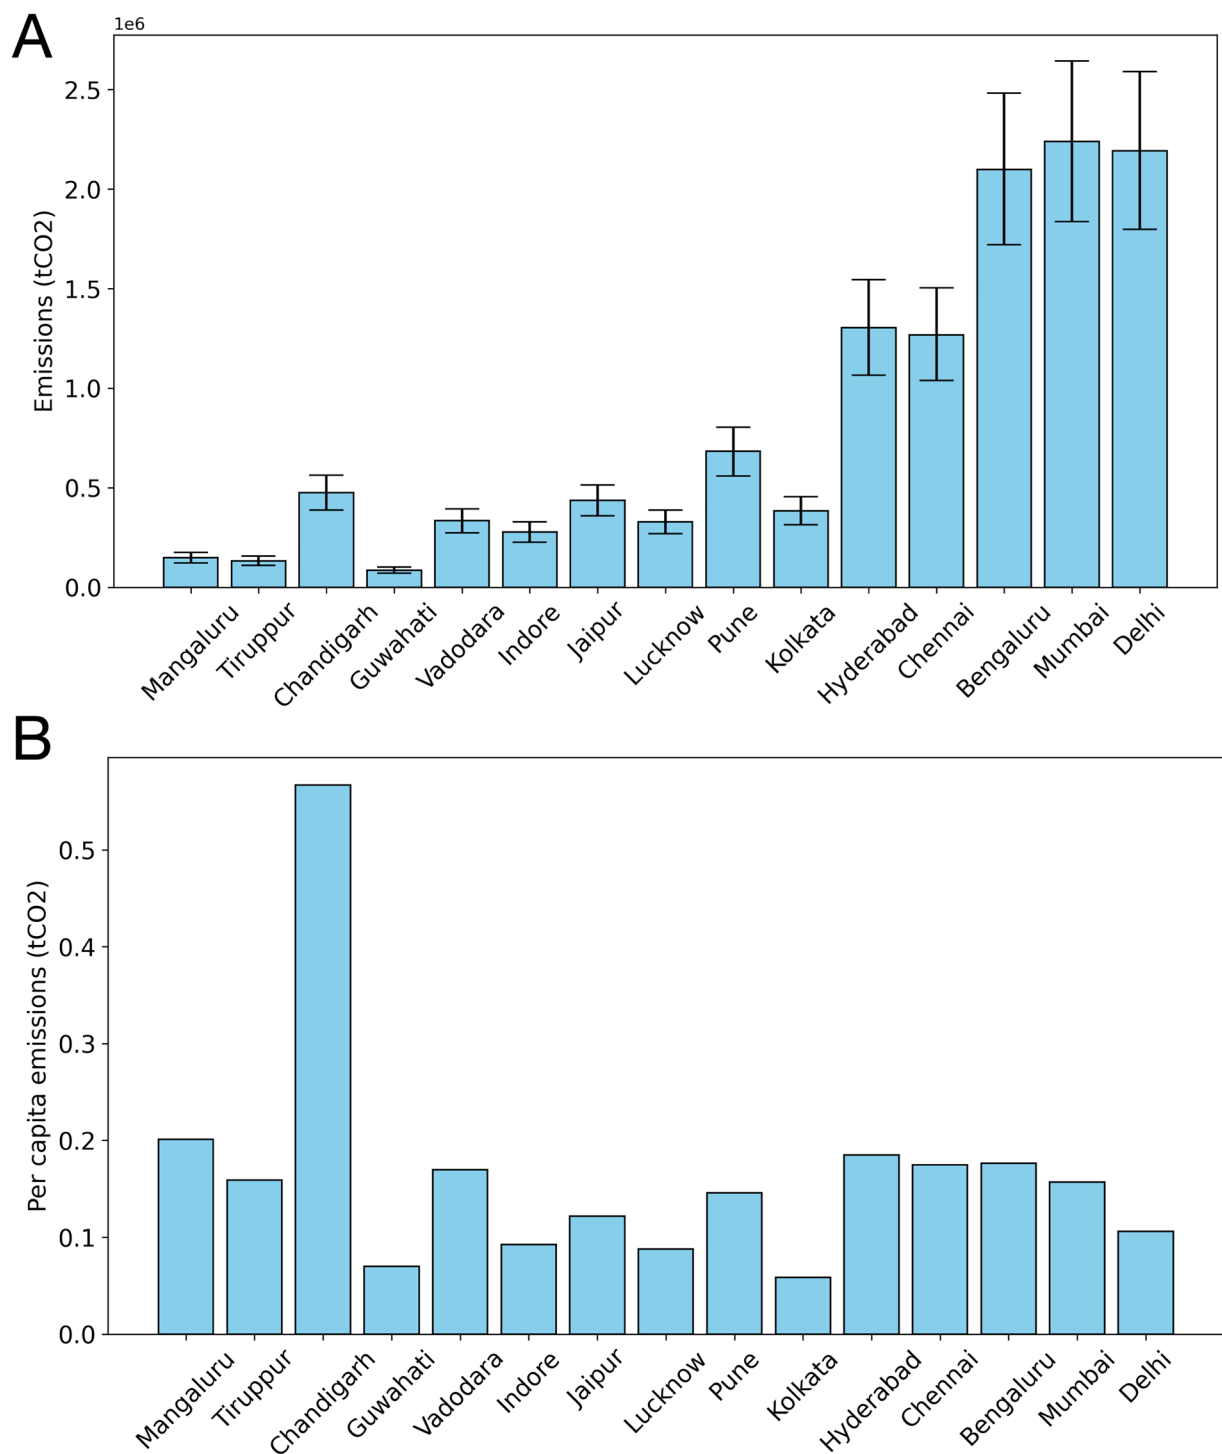 A
1e6
Emissions (tCO2)
2.5
2.0
1.5
1.0
0.5
0.0
Mangaluru
Tiruppur
Chandigarh
Guwahati
Vadodara
Indore
Jaipur
Lucknow
Pune
Kolkata
Hyderabad
Chennai
Bengaluru
Mumbai
Delhi
B
Per capita emissions (tCO2)
0.5
0.4
0.3
0.2
0.1
0.0
Mangaluru
Tiruppur
Chandigarh
Guwahati
Vadodara
Indore
Jaipur
Lucknow
Pune
Kolkata
Hyderabad
Chennai
Bengaluru
Mumbai
Delhi